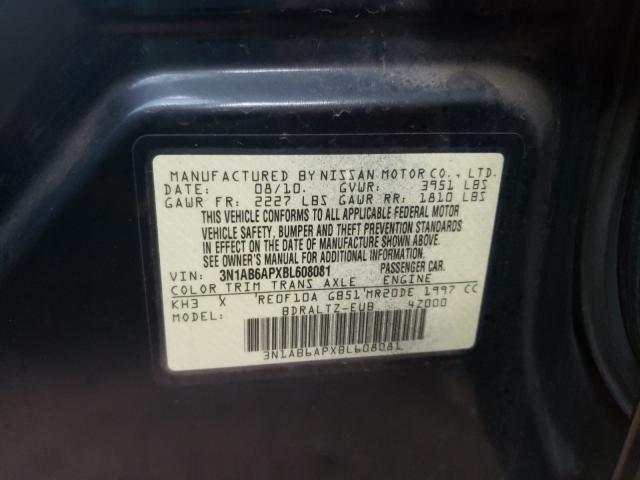 MANUFACTURED BY NISSAN MOTOR CO., LTD.
DATE: 08/10. GVWR: 3951 LBS
GAWR FR: 2227 LBS GAWR RR: 1810 LBS
THIS VEHICLE CONFORMS TO ALL APPLICABLE FEDERAL MOTOR
VEHICLE SAFETY, BUMPER AND THEFT PREVENTION STANDARDS
IN EFFECT ON THE DATE OF MANUFACTURE SHOWN ABOVE.
SEE OWNER'S MANUAL FOR ADDITIONAL INFORMATION
VIN: 3N1AB6APXBL608081 PASSENGER CAR.
COLOR TRIM TRANS AXLE ENGINE
KH3 X RE0F10A GB51 MR20DE 1997 CC
BDRALTZ-EUB 4Z000
3N1AB6APXBL608081